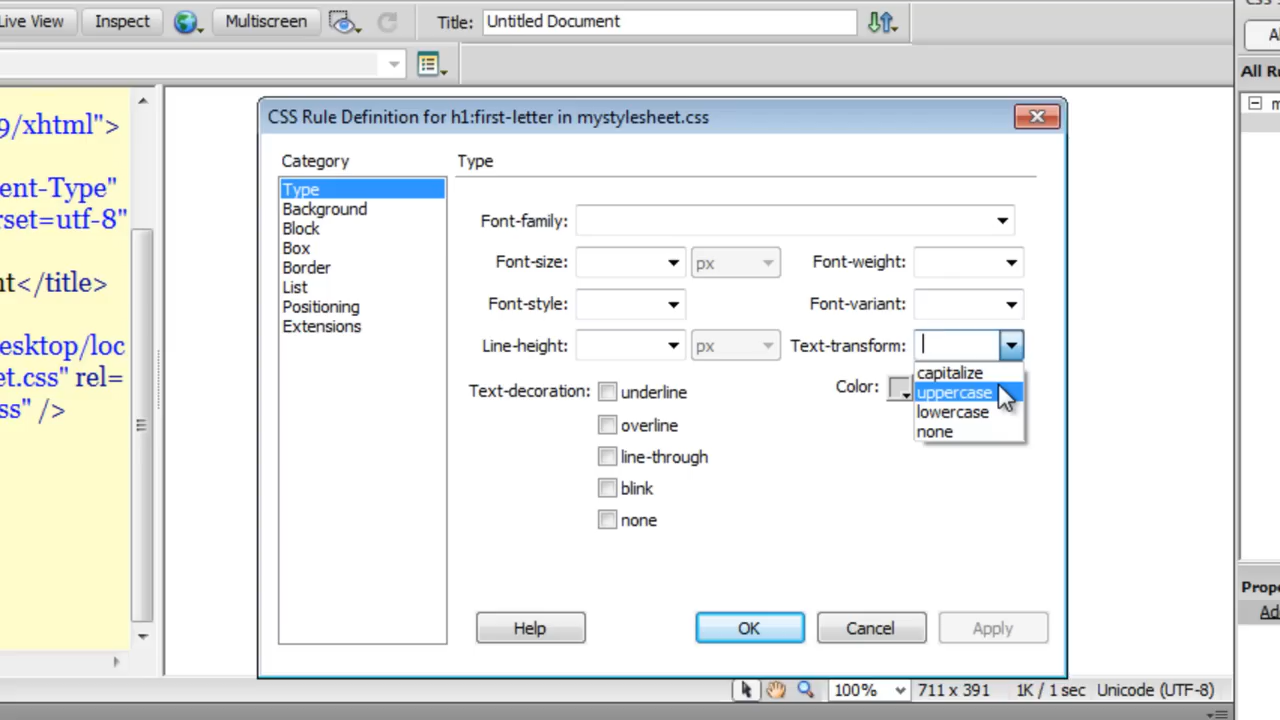 Live View
Inspect
Multiscreen
Title:
Untitled Document
9/xhtml">
ent-Type"
rset=utf-8"
nt</title>
esktop/loc
et.css" rel=
ss" />
CSS Rule Definition for h1:first-letter in mystylesheet.css
Category
Type
Type
Background
Block
Box
Border
List
Positioning
Extensions
Font-family:
Font-size:
px
Font-weight:
Font-style:
Font-variant:
Line-height:
px
Text-transform:
capitalize
uppercase
lowercase
none
Text-decoration:
underline
overline
line-through
blink
none
Color:
Help
OK
Cancel
Apply
100%
711 x 391
1K / 1 sec
Unicode (UTF-8)
All Ru
Prope
Ad